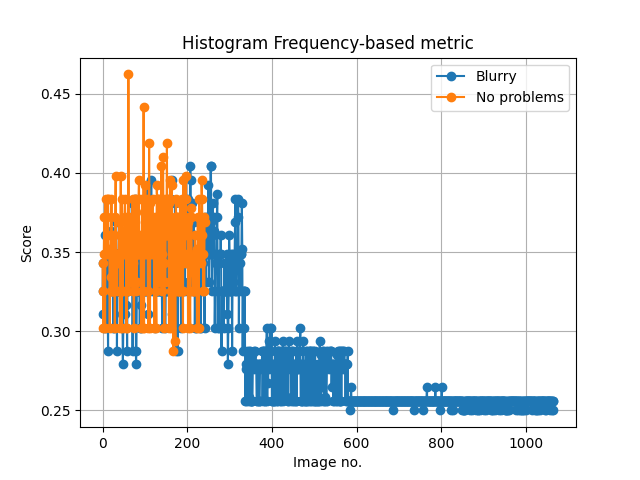 Histogram Frequency-based metric
Blurry
No problems
0.45
0.40
0.35
0.30
0.25
Score
0
200
400
600
800
1000
Image no.